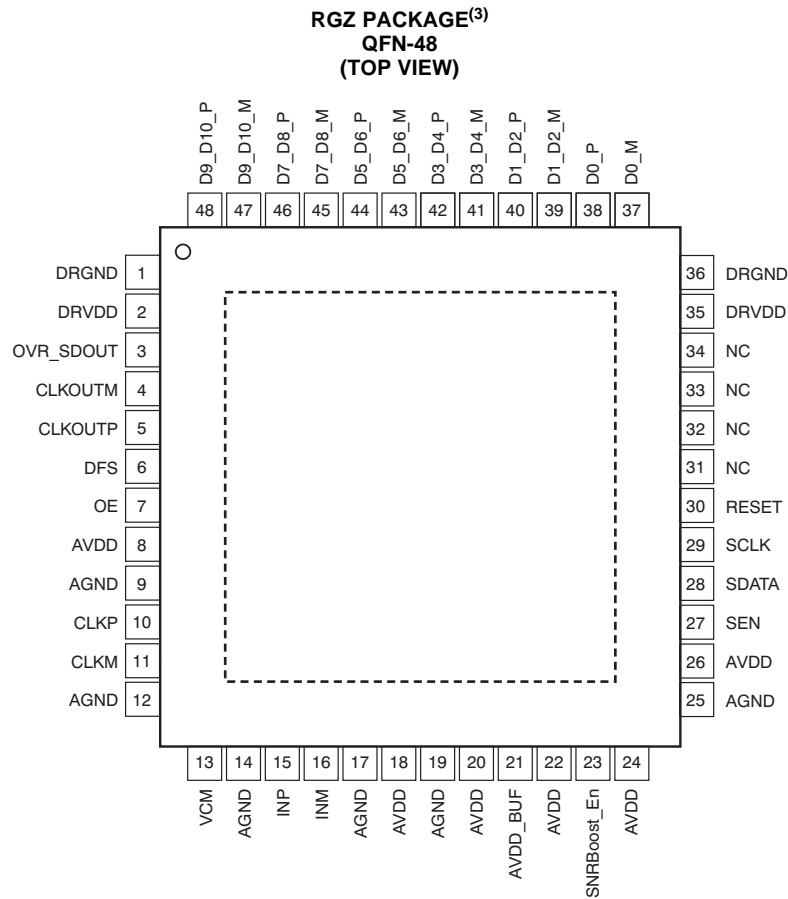 RGZ PACKAGE(3)
QFN-48
(TOP VIEW)
D9_D10_P
D9_D10_M
D7_D8_P
D7_D8_M
D5_D6_P
D5_D6_M
D3_D4_P
D3_D4_M
D1_D2_P
D1_D2_M
D0_P
D0_M
48 47 46 45 44 43 42 41 40 39 38 37
DRGND 1
DRVDD 2
OVR_SDOUT 3
CLKOUTM 4
CLKOUTP 5
DFS 6
OE 7
AVDD 8
AGND 9
CLKP 10
CLKM 11
AGND 12
36 DRGND
35 DRVDD
34 NC
33 NC
32 NC
31 NC
30 RESET
29 SCLK
28 SDATA
27 SEN
26 AVDD
25 AGND
13 14 15 16 17 18 19 20 21 22 23 24
VCM
AGND
INP
INM
AGND
AVDD
AGND
AVDD
AVDD_BUF
AVDD
SNRBoost_En
AVDD